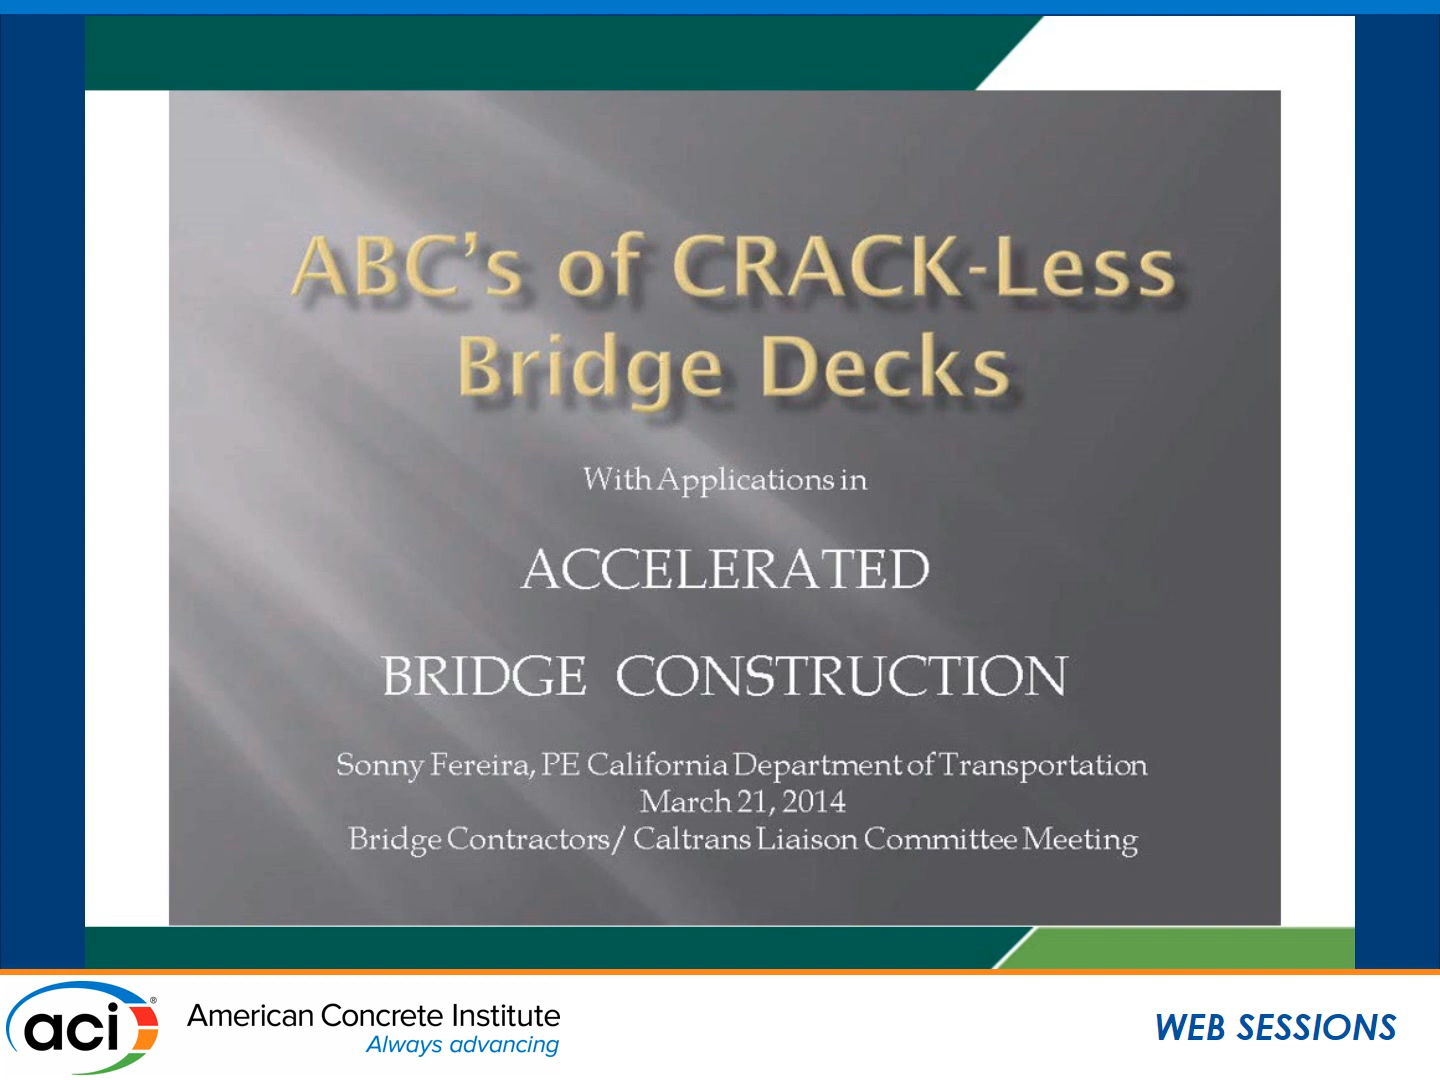 ABC's of CRACK-Less
Bridge Decks
With Applications in
ACCELERATED
BRIDGE CONSTRUCTION
Sonny Fereira, PE California Department of Transportation
March 21, 2014
Bridge Contractors/ Caltrans Liaison Committee Meeting
aci®
American Concrete Institute
Always advancing
WEB SESSIONS